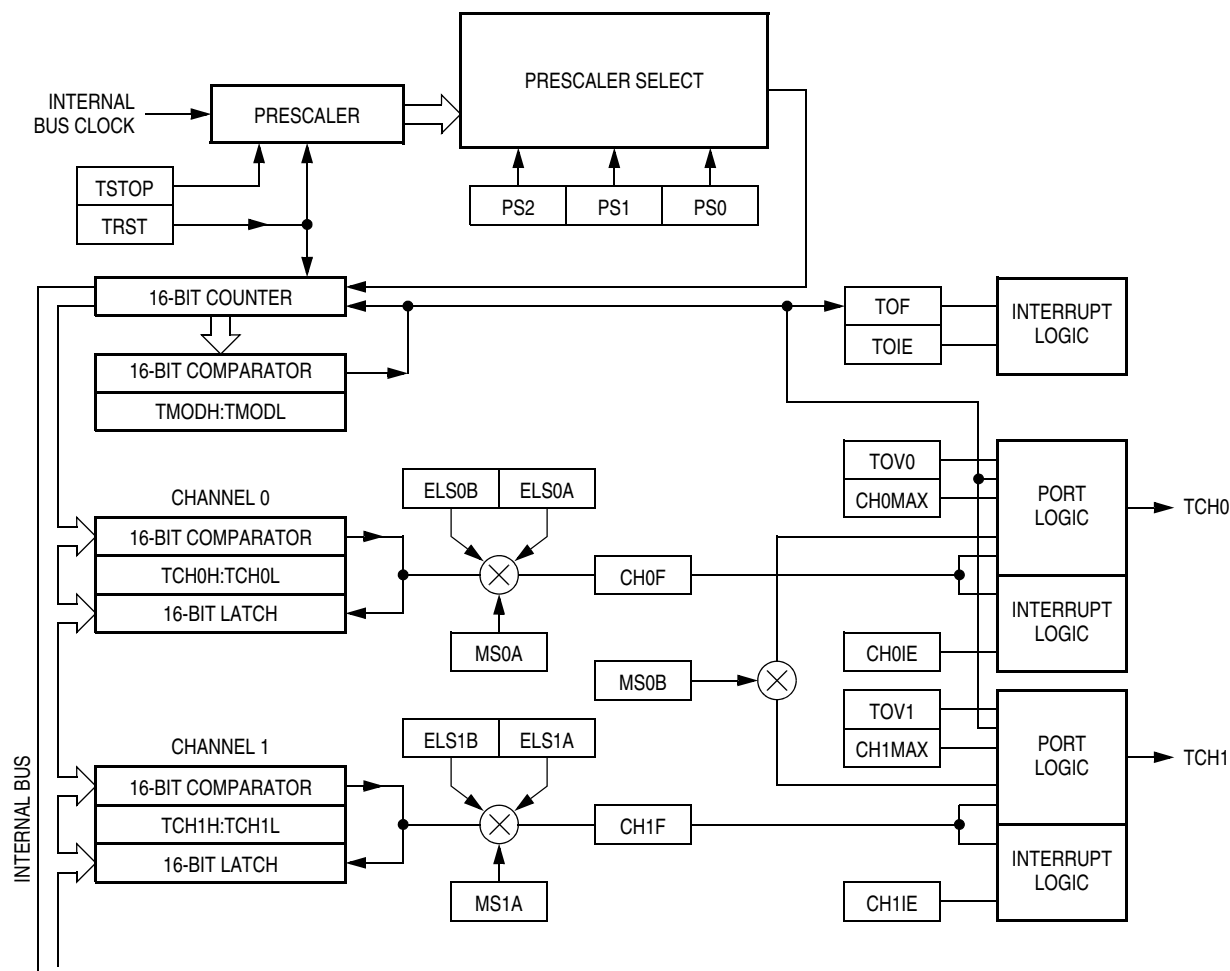 PRESCALER SELECT
INTERNAL
BUS CLOCK
PRESCALER
TSTOP
TRST
PS2
PS1
PS0
16-BIT COUNTER
TOF
TOIE
INTERRUPT
LOGIC
16-BIT COMPARATOR
TMODH:TMODL
TOV0
CH0MAX
PORT
LOGIC
TCH0
CHANNEL 0
ELS0B
ELS0A
16-BIT COMPARATOR
TCH0H:TCH0L
16-BIT LATCH
CH0F
MS0A
INTERRUPT
LOGIC
CH0IE
MS0B
TOV1
CH1MAX
PORT
LOGIC
TCH1
CHANNEL 1
ELS1B
ELS1A
16-BIT COMPARATOR
TCH1H:TCH1L
16-BIT LATCH
CH1F
MS1A
INTERRUPT
LOGIC
CH1IE
INTERNAL BUS